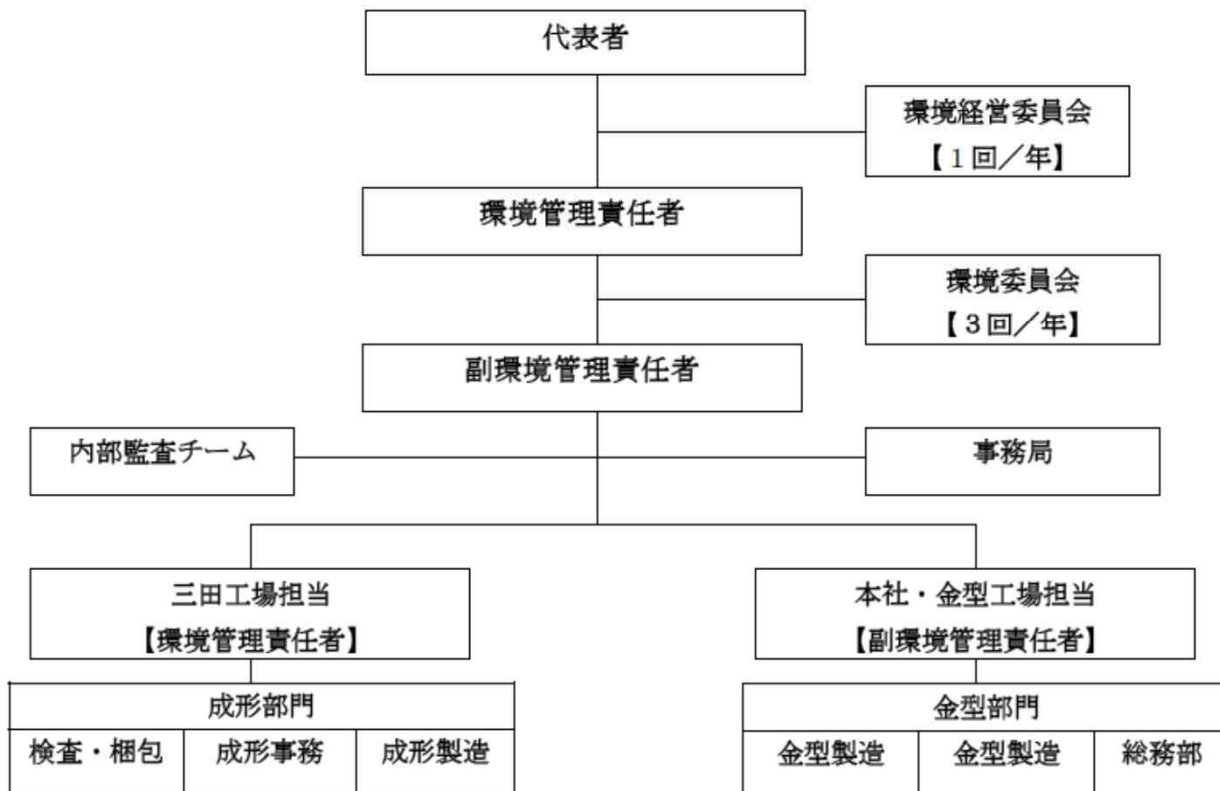 代表者
環境経営委員会
【1回／年】
環境管理責任者
環境委員会
【3回／年】
副環境管理責任者
内部監査チーム
事務局
三田工場担当
【環境管理責任者】
本社・金型工場担当
【副環境管理責任者】
成形部門
検査・梱包
成形事務
成形製造
金型部門
金型製造
金型製造
総務部